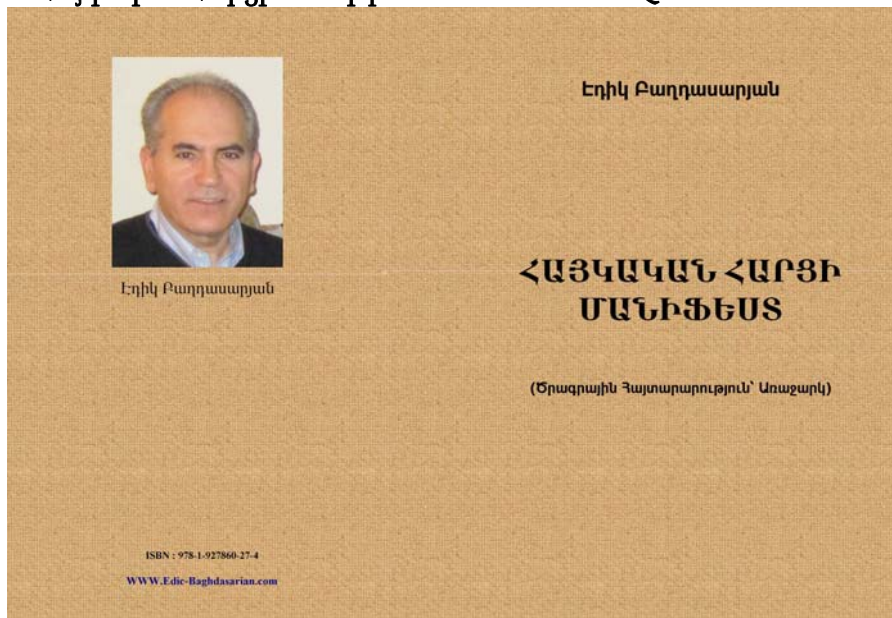 Էդիկ Բաղդասարյան
ISBN : 978-1-927860-27-4
WWW.Edic-Baghdasarian.com
Էդիկ Բաղդասարյան
ՀԱՅԿԱԿԱՆ ՀԱՐՑԻ
ՄԱՆԻՖԵՍՏ
(Ծրագրային Հայտարարություն՝ Առաջարկ)